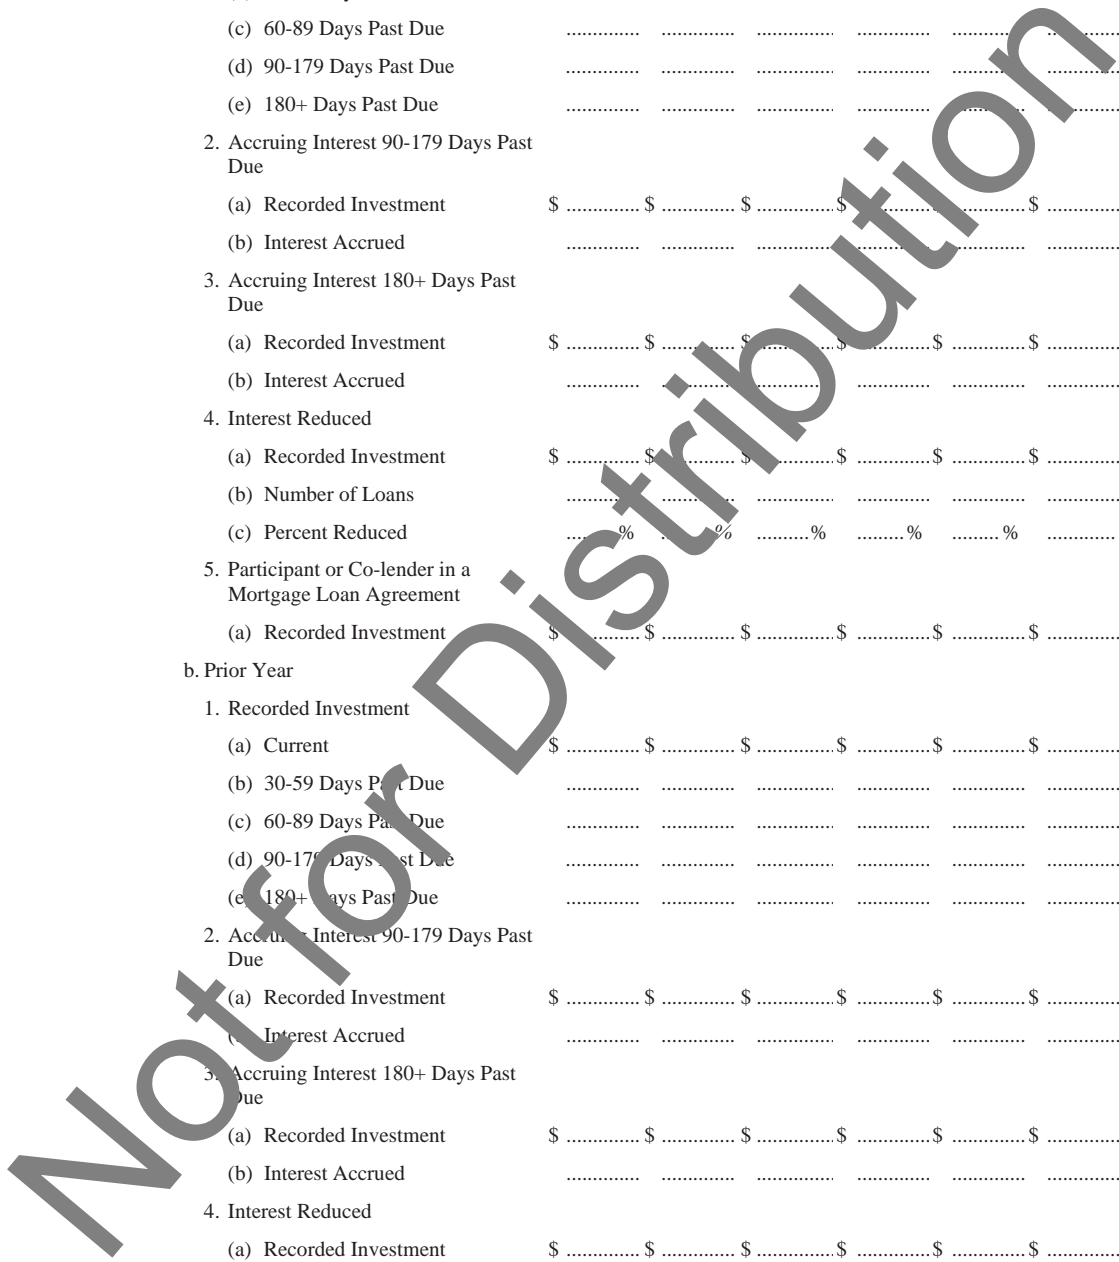 (c) 60-89 Days Past Due ............. ............. ............. ............. ............. .............
(d) 90-179 Days Past Due ............. ............. ............. ............. ............. .............
(e) 180+ Days Past Due ............. ............. ............. ............. ............. .............
2. Accruing Interest 90-179 Days Past
Due
(a) Recorded Investment $ ............. $ ............. $ ............. $ ............. $ ............. $ .............
(b) Interest Accrued ............. ............. ............. ............. ............. .............
3. Accruing Interest 180+ Days Past
Due
(a) Recorded Investment $ ............. $ ............. $ ............. $ ............. $ ............. $ .............
(b) Interest Accrued ............. ............. ............. ............. ............. .............
4. Interest Reduced
(a) Recorded Investment $ ............. $ ............. $ ............. $ ............. $ ............. $ .............
(b) Number of Loans ............. ............. ............. ............. ............. .............
(c) Percent Reduced .........% .........% .........% .........% .........% ............
5. Participant or Co-lender in a
Mortgage Loan Agreement
(a) Recorded Investment $ ............. $ ............. $ ............. $ ............. $ ............. $ .............
b. Prior Year
1. Recorded Investment
(a) Current $ ............. $ ............. $ ............. $ ............. $ ............. $ .............
(b) 30-59 Days Past Due ............. ............. ............. ............. ............. .............
(c) 60-89 Days Past Due ............. ............. ............. ............. ............. .............
(d) 90-179 Days Past Due ............. ............. ............. ............. ............. .............
(e) 180+ Days Past Due ............. ............. ............. ............. ............. .............
2. Accruing Interest 90-179 Days Past
Due
(a) Recorded Investment $ ............. $ ............. $ ............. $ ............. $ ............. $ .............
(b) Interest Accrued ............. ............. ............. ............. ............. .............
3. Accruing Interest 180+ Days Past
Due
(a) Recorded Investment $ ............. $ ............. $ ............. $ ............. $ ............. $ .............
(b) Interest Accrued ............. ............. ............. ............. ............. .............
4. Interest Reduced
(a) Recorded Investment $ ............. $ ............. $ ............. $ ............. $ ............. $ .............
Not for Distribution